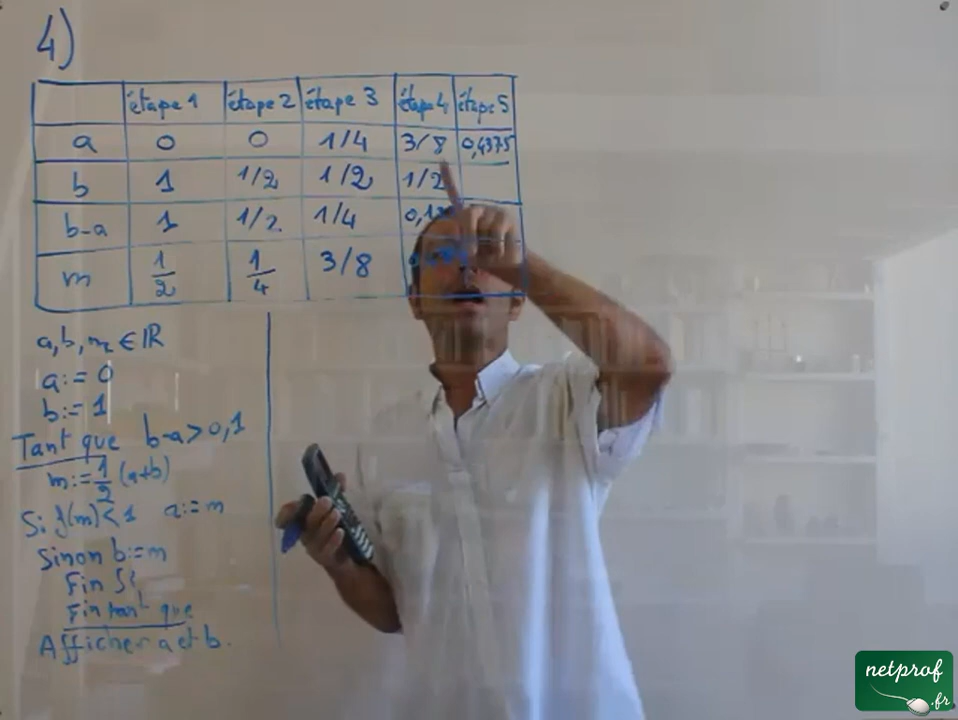 4)
étape 1 étape 2 étape 3 étape 4 étape 5
a 0 0 1/4 3/8 0,4375
b 1 1/2 1/2 1/2
b-a 1 1/2 1/4
m 1/2 1/4 3/8
a, b, m ∈ ℝ
a := 0
b := 1
Tant que b-a > 0,1
m := 1/2 (a+b)
Si f(m) < 1 a := m
Sinon b := m
Fin Si
Fin tant que
Afficher a et b.
netprof
.fr